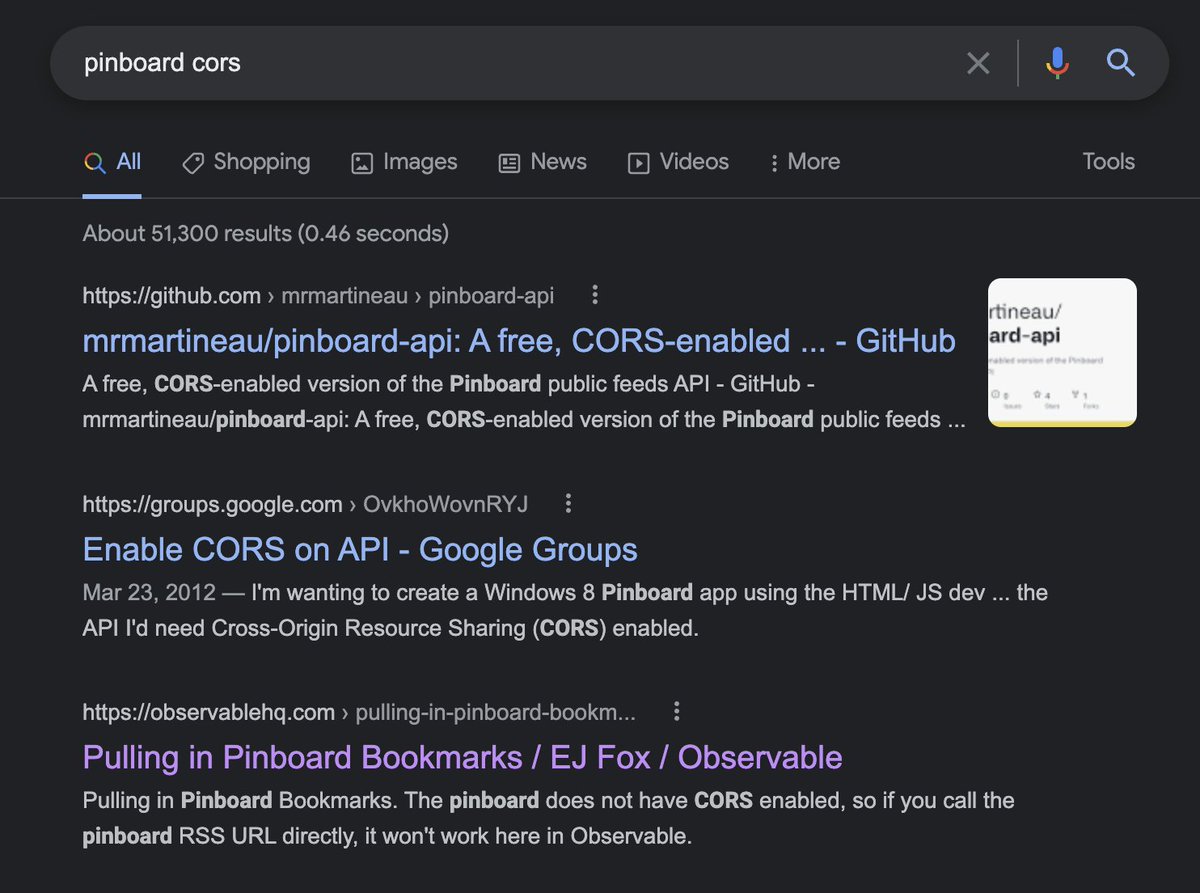 pinboard cors
All Shopping Images News Videos More Tools
About 51,300 results (0.46 seconds)
https://github.com › mrmartineau › pinboard-api
mrmartineau/pinboard-api: A free, CORS-enabled ... - GitHub
A free, CORS-enabled version of the Pinboard public feeds API - GitHub -
mrmartineau/pinboard-api: A free, CORS-enabled version of the Pinboard public feeds ...
rtineau/
ard-api
nabled version of the Pinboard
0 4 1
Issues Stars Forks
https://groups.google.com › OvkhoWovnRYJ
Enable CORS on API - Google Groups
Mar 23, 2012 — I'm wanting to create a Windows 8 Pinboard app using the HTML/ JS dev ... the
API I'd need Cross-Origin Resource Sharing (CORS) enabled.
https://observablehq.com › pulling-in-pinboard-bookm...
Pulling in Pinboard Bookmarks / EJ Fox / Observable
Pulling in Pinboard Bookmarks. The pinboard does not have CORS enabled, so if you call the
pinboard RSS URL directly, it won't work here in Observable.